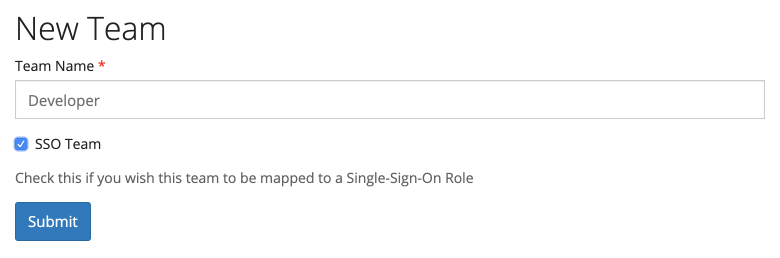 New Team
Team Name *
Developer
SSO Team
Check this if you wish this team to be mapped to a Single-Sign-On Role
Submit